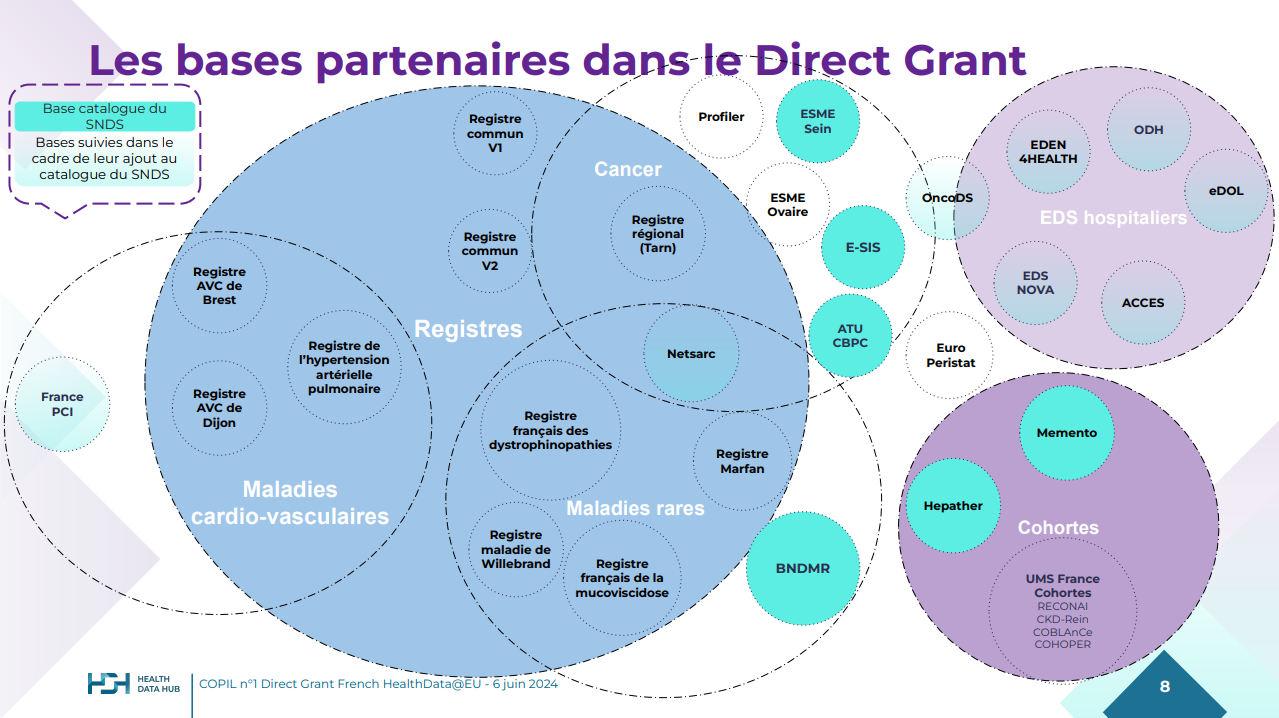 Les bases partenaires dans le Direct Grant
Base catalogue du
SNDS
Bases suivies dans le
cadre de leur ajout au
catalogue du SNDS
Registre
commun
V1
Profiler
ESME
Sein
Cancer
EDEN
4HEALTH
ODH
eDOL
ESME
Ovaire
OncoDS
Registre
régional
(Tarn)
EDS hospitaliers
Registre
commun
V2
E-SIS
Registre
AVC de
Brest
EDS
NOVA
ACCES
Registres
ATU
CBPC
Registre de
l’hypertension
artérielle
pulmonaire
Netsarc
Euro
Peristat
France
PCI
Registre
AVC de
Dijon
Registre
français des
dystrophinopathies
Registre
Marfan
Memento
Maladies
cardio-vasculaires
Maladies rares
Hepather
Cohortes
Registre
maladie de
Willebrand
Registre
français de la
mucoviscidose
BNDMR
UMS France
Cohortes
RECONAI
CKD-Rein
COBLAnCe
COHOPER
HDH
HEALTH
DATA HUB
COPIL n°1 Direct Grant French HealthData@EU - 6 juin 2024
8